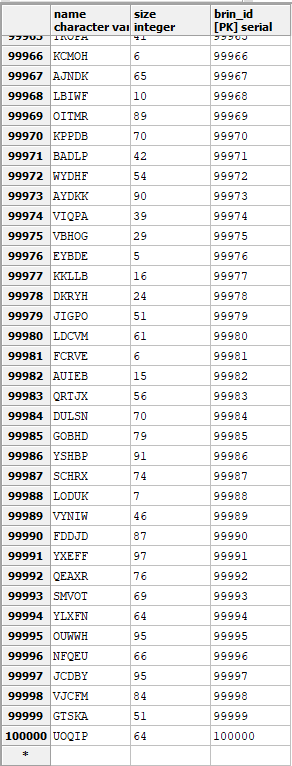 name size brin_id
character var integer [PK] serial
99966 KCMOH 6 99966
99967 AJNDK 65 99967
99968 LBIWF 10 99968
99969 OITMR 89 99969
99970 KPPDB 70 99970
99971 BADLP 42 99971
99972 WYDHF 54 99972
99973 AYDKK 90 99973
99974 VIQPA 39 99974
99975 VBHOG 29 99975
99976 EYBDE 5 99976
99977 KKLLB 16 99977
99978 DKRYH 24 99978
99979 JIGPO 51 99979
99980 LDCVM 61 99980
99981 FCRVE 6 99981
99982 AUIEB 15 99982
99983 QRTJX 56 99983
99984 DULSN 70 99984
99985 GOBHD 79 99985
99986 YSHBP 91 99986
99987 SCHRX 74 99987
99988 LODUK 7 99988
99989 VYNIW 46 99989
99990 FDDJD 87 99990
99991 YXEFF 97 99991
99992 QEAXR 76 99992
99993 SMVOT 69 99993
99994 YLXFN 64 99994
99995 OUWWH 95 99995
99996 NFQEU 66 99996
99997 JCDBY 95 99997
99998 VJCFM 84 99998
99999 GTSKA 51 99999
100000 UOQIP 64 100000
*